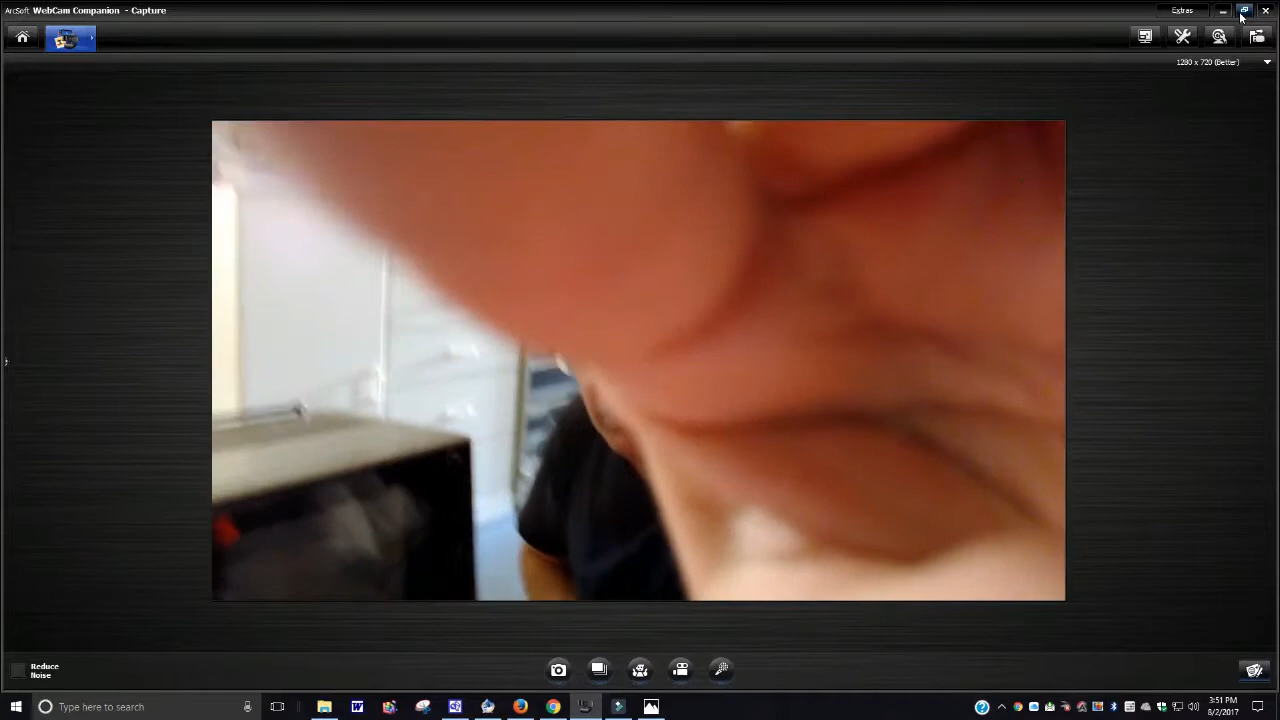 ArcSoft WebCam Companion - Capture
Extras
1280 x 720 (Better)
Reduce
Noise
Type here to search
3:51 PM
8/2/2017